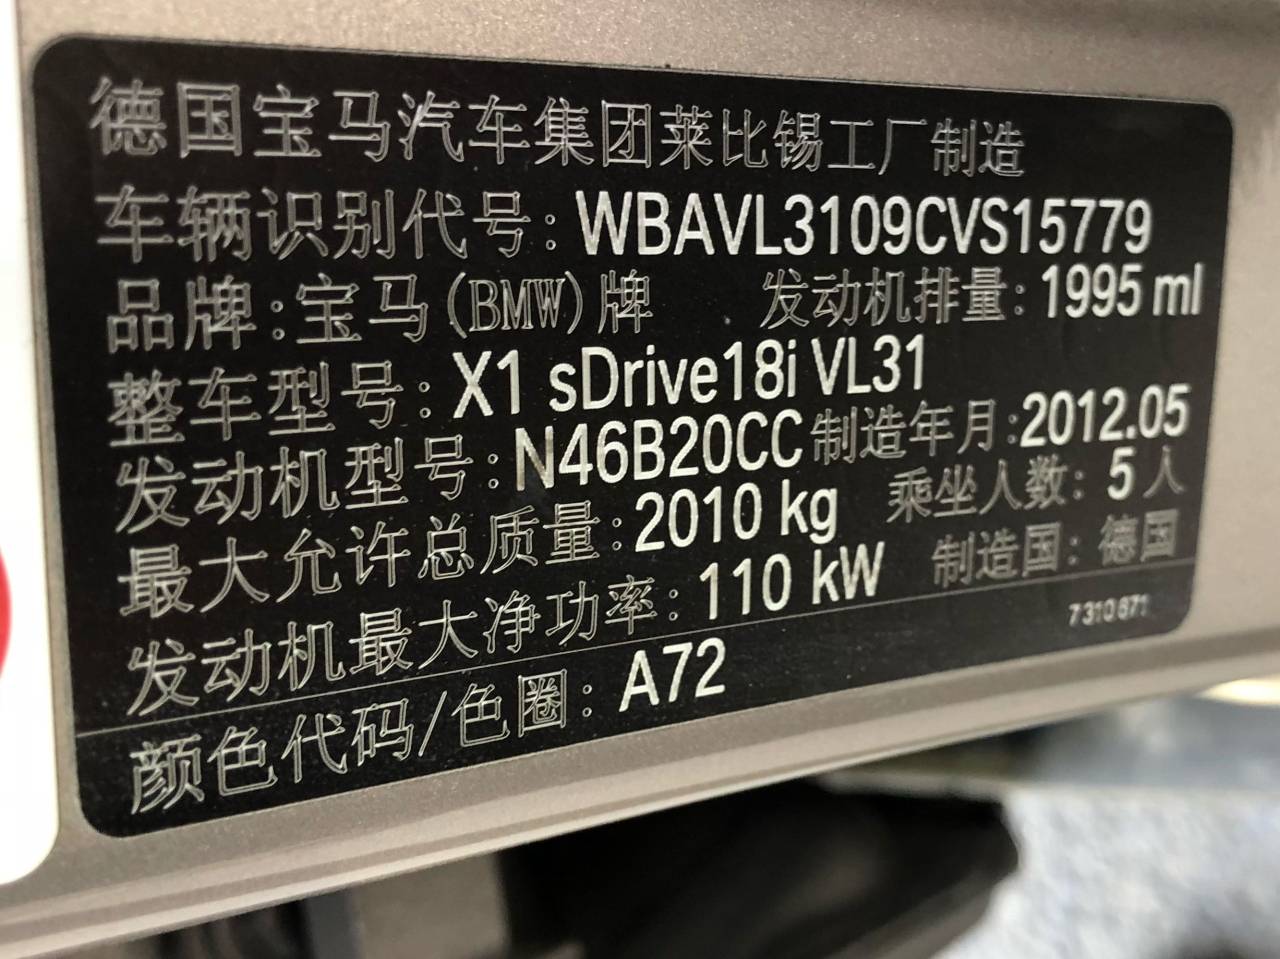 德国宝马汽车集团莱比锡工厂制造
车辆识别代号: WBAVL3109CVS15779
品牌: 宝马(BMW)牌 发动机排量: 1995 ml
整车型号: X1 sDrive18i VL31
发动机型号: N46B20CC 制造年月: 2012.05
最大允许总质量: 2010 kg 乘坐人数: 5 人
发动机最大净功率: 110 kW 制造国: 德国
7310671
颜色代码/色圈: A72